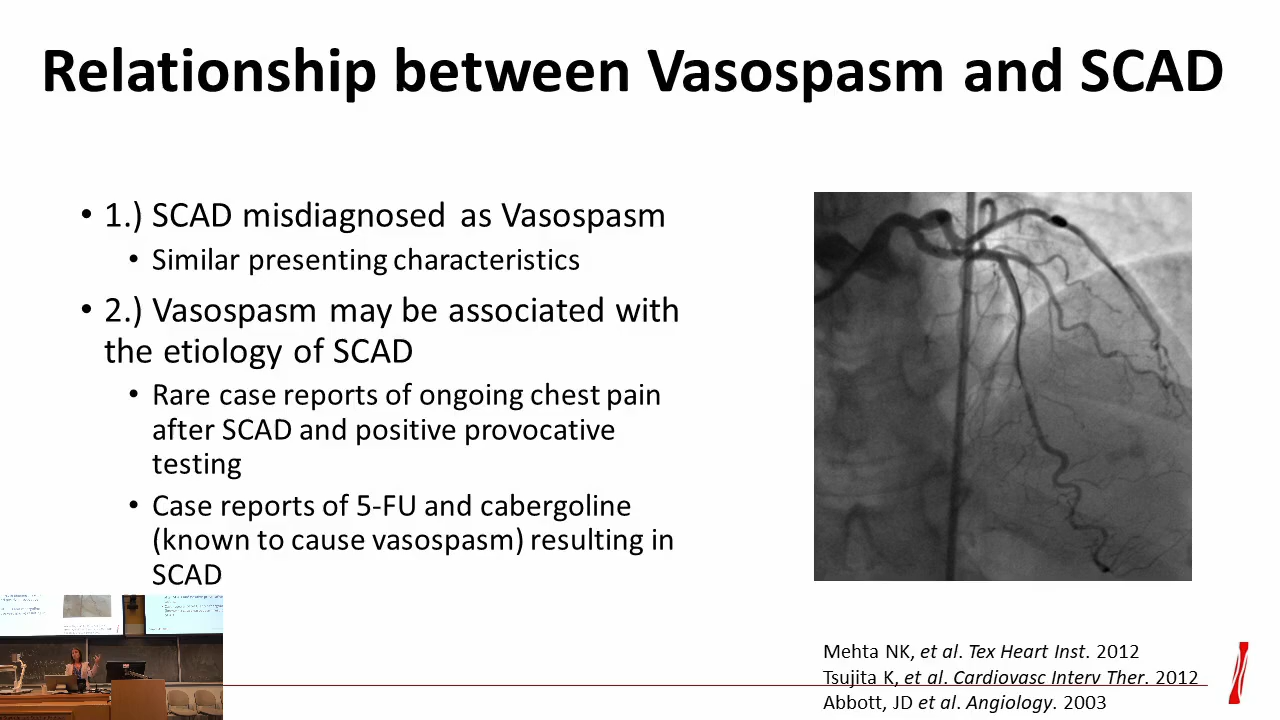 Relationship between Vasospasm and SCAD
• 1.) SCAD misdiagnosed as Vasospasm
• Similar presenting characteristics
• 2.) Vasospasm may be associated with
the etiology of SCAD
• Rare case reports of ongoing chest pain
after SCAD and positive provocative
testing
• Case reports of 5-FU and cabergoline
(known to cause vasospasm) resulting in
SCAD
Mehta NK, et al. Tex Heart Inst. 2012
Tsujita K, et al. Cardiovasc Interv Ther. 2012
Abbott, JD et al. Angiology. 2003